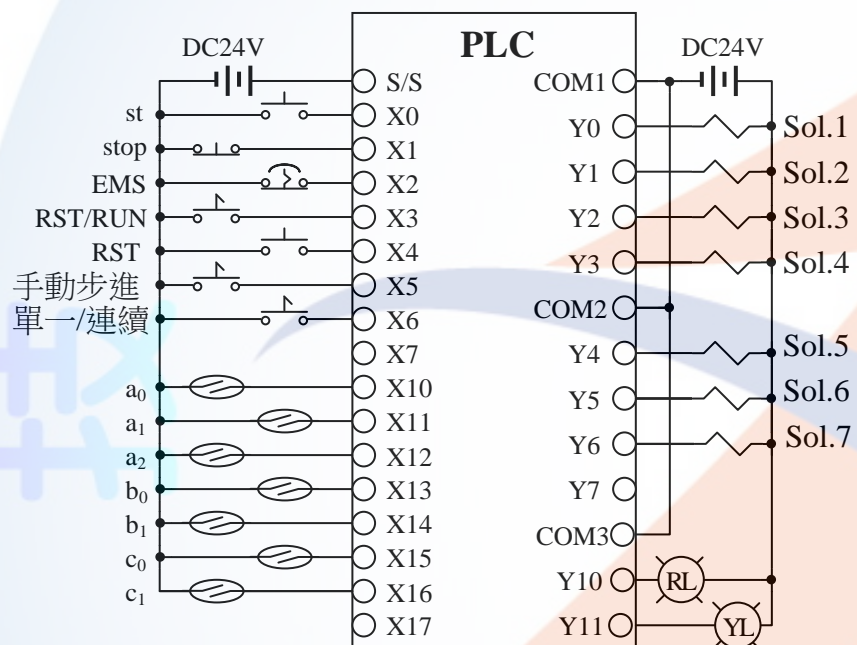 PLC
DC24V
DC24V
S/S
COM1
st
X0
Y0
Sol.1
stop
X1
Y1
Sol.2
EMS
X2
Y2
Sol.3
RST/RUN
X3
Y3
Sol.4
RST
X4
COM2
手動步進
X5
Y4
Sol.5
單一/連續
X6
Y5
Sol.6
X7
Y6
Sol.7
a₀
X10
Y7
a₁
X11
COM3
a₂
X12
Y10
RL
b₀
X13
Y11
YL
b₁
X14
c₀
X15
c₁
X16
X17